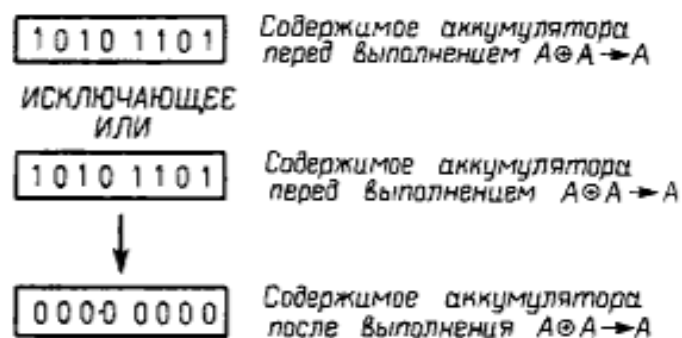 1010 1101
Содержимое аккумулятора
перед выполнением A⊕A→A
ИСКЛЮЧАЮЩЕЕ
ИЛИ
1010 1101
Содержимое аккумулятора
перед выполнением A⊕A→A
0000 0000
Содержимое аккумулятора
после выполнения A⊕A→A